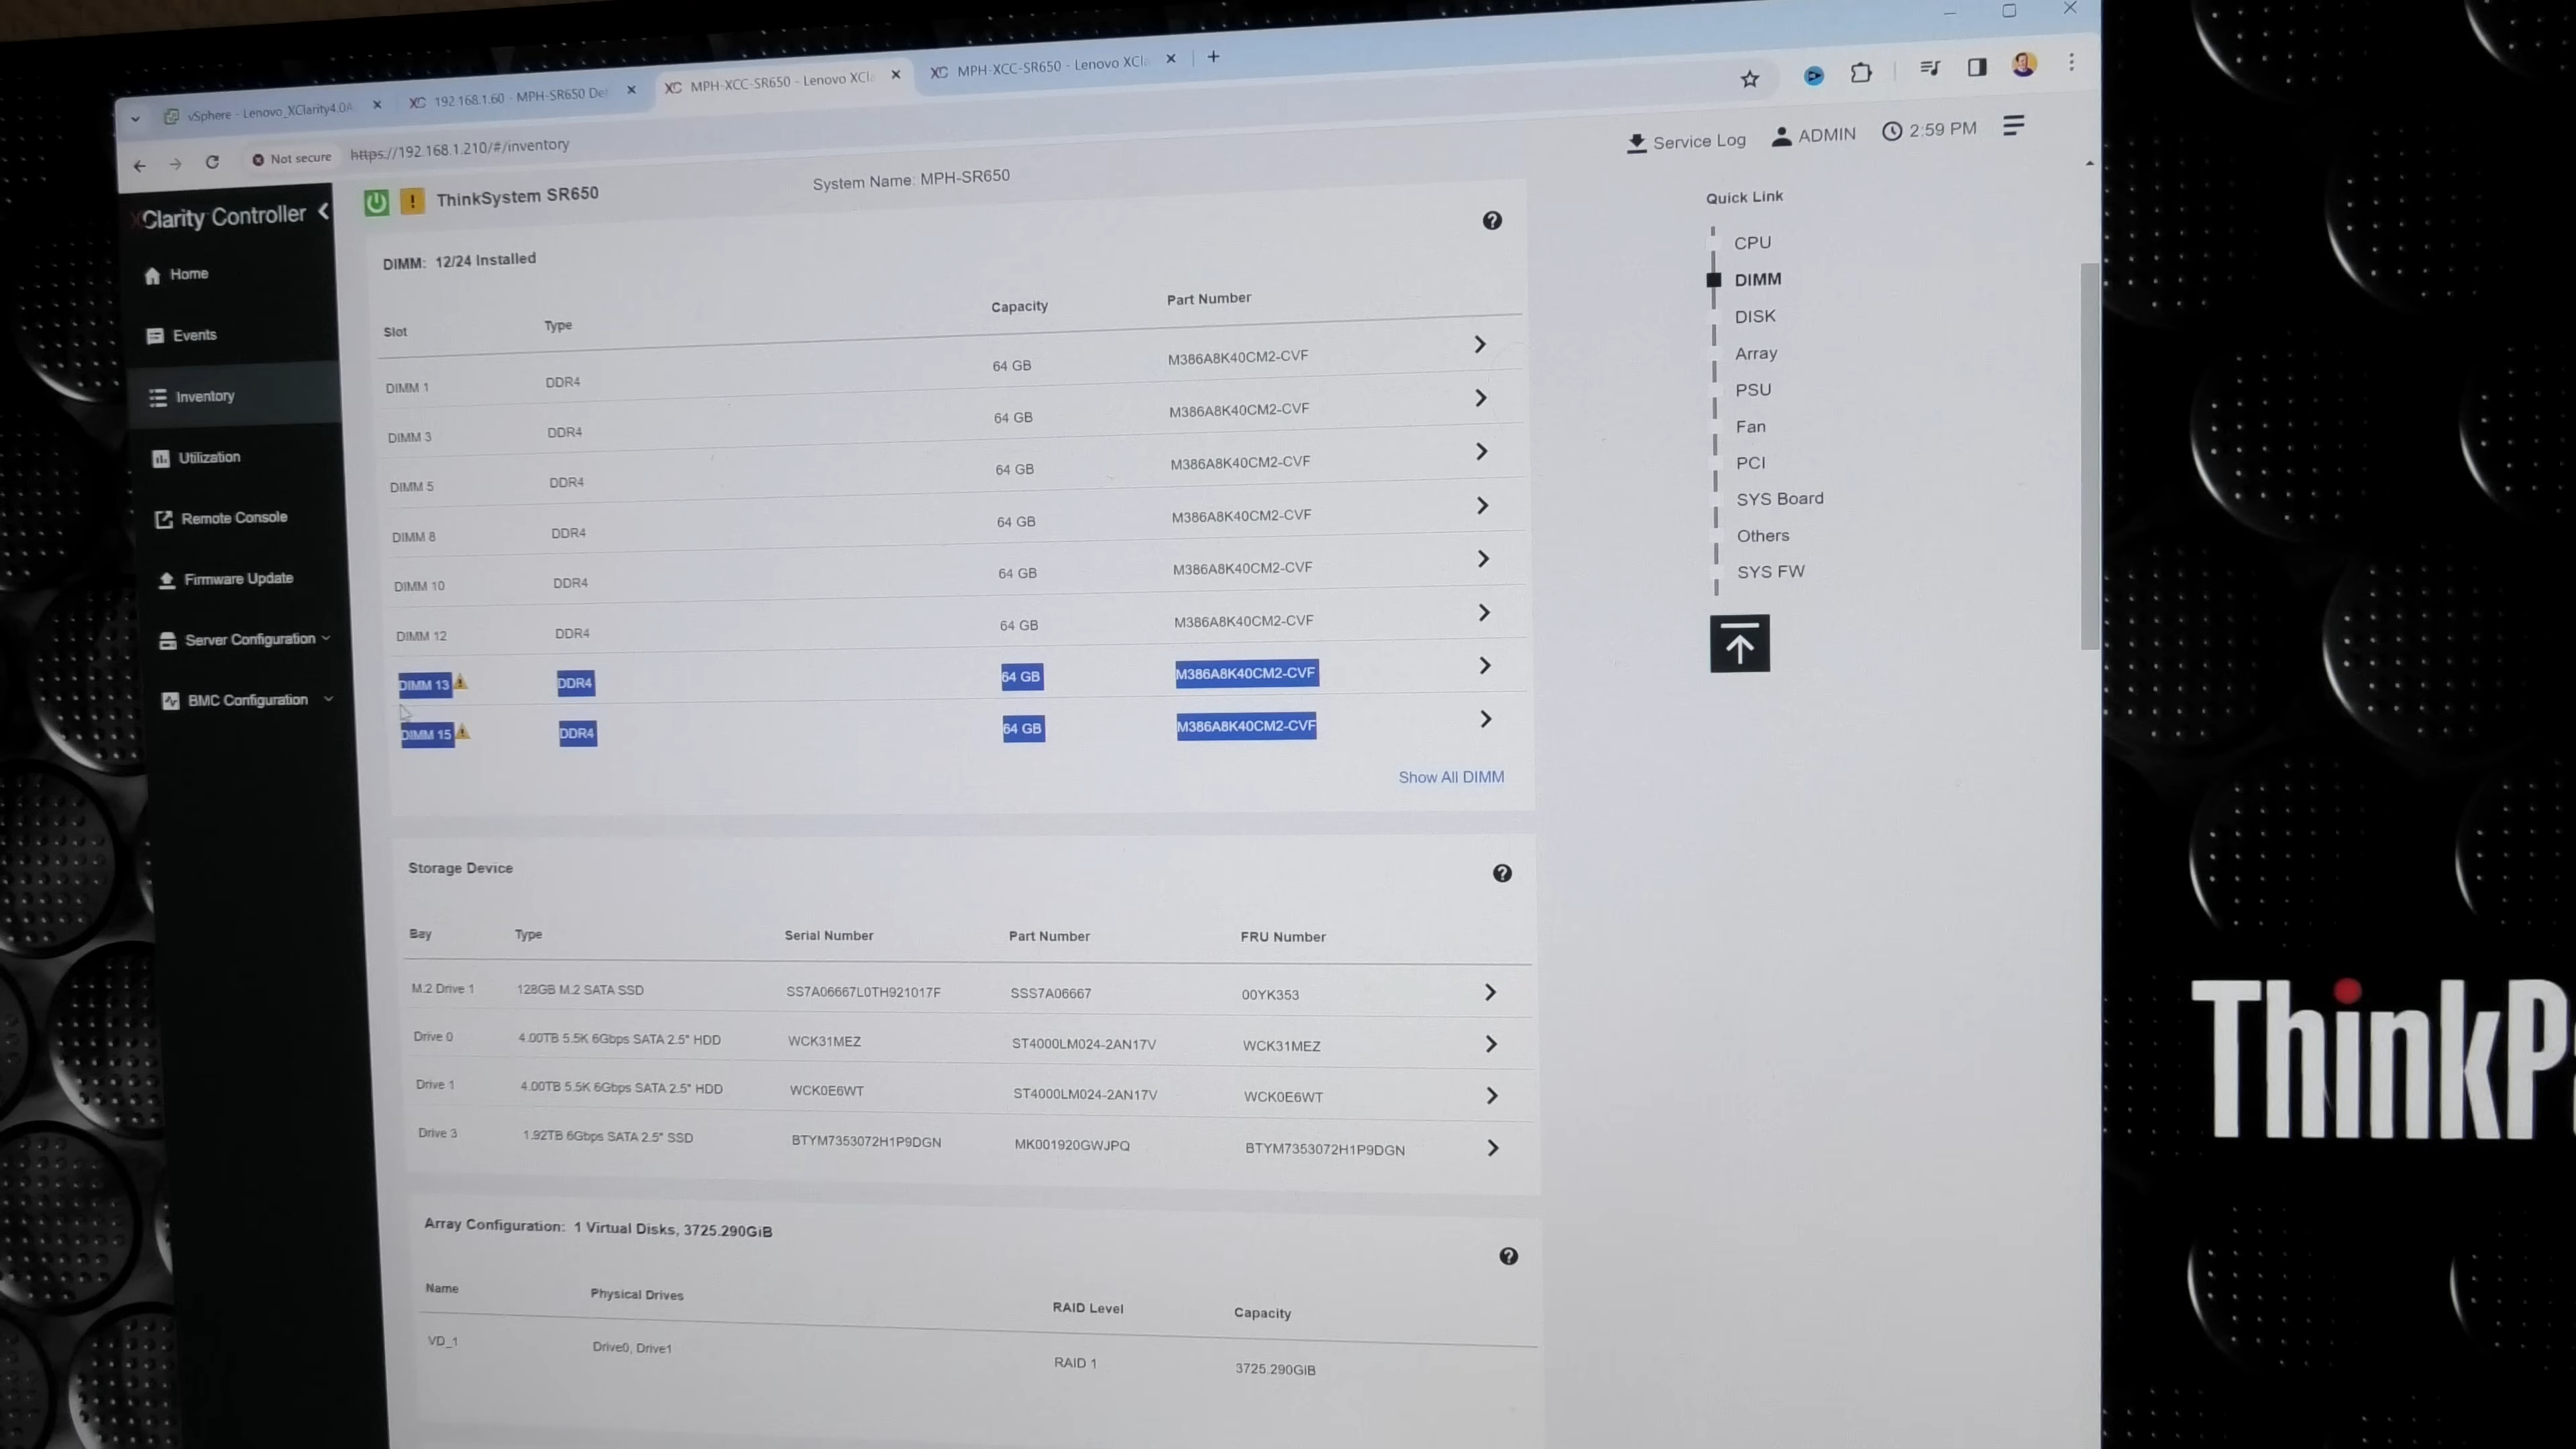 vSphere - Lenovo_XClarity4.0A
192.168.1.60 - MPH-SR650 De
MPH-XCC-SR650 - Lenovo XCla
MPH-XCC-SR650 - Lenovo XCla
Not secure
https://192.168.1.210/#/inventory
Service Log
ADMIN
2:59 PM
XClarity Controller
ThinkSystem SR650
System Name: MPH-SR650
Home
Events
Inventory
Utilization
Remote Console
Firmware Update
Server Configuration
BMC Configuration
DIMM: 12/24 Installed
Slot Type Capacity Part Number
DIMM 1 DDR4 64 GB M386A8K40CM2-CVF
DIMM 3 DDR4 64 GB M386A8K40CM2-CVF
DIMM 5 DDR4 64 GB M386A8K40CM2-CVF
DIMM 8 DDR4 64 GB M386A8K40CM2-CVF
DIMM 10 DDR4 64 GB M386A8K40CM2-CVF
DIMM 12 DDR4 64 GB M386A8K40CM2-CVF
DIMM 13 DDR4 64 GB M386A8K40CM2-CVF
DIMM 15 DDR4 64 GB M386A8K40CM2-CVF
Show All DIMM
Storage Device
Bay Type Serial Number Part Number FRU Number
M.2 Drive 1 128GB M.2 SATA SSD SS7A06667L0TH921017F SSS7A06667 00YK353
Drive 0 4.00TB 5.5K 6Gbps SATA 2.5" HDD WCK31MEZ ST4000LM024-2AN17V WCK31MEZ
Drive 1 4.00TB 5.5K 6Gbps SATA 2.5" HDD WCK0E6WT ST4000LM024-2AN17V WCK0E6WT
Drive 3 1.92TB 6Gbps SATA 2.5" SSD BTYM7353072H1P9DGN MK001920GWJPQ BTYM7353072H1P9DGN
Array Configuration: 1 Virtual Disks, 3725.290GiB
Name Physical Drives RAID Level Capacity
VD_1 Drive0, Drive1 RAID 1 3725.290GiB
Quick Link
CPU
DIMM
DISK
Array
PSU
Fan
PCI
SYS Board
Others
SYS FW
ThinkP